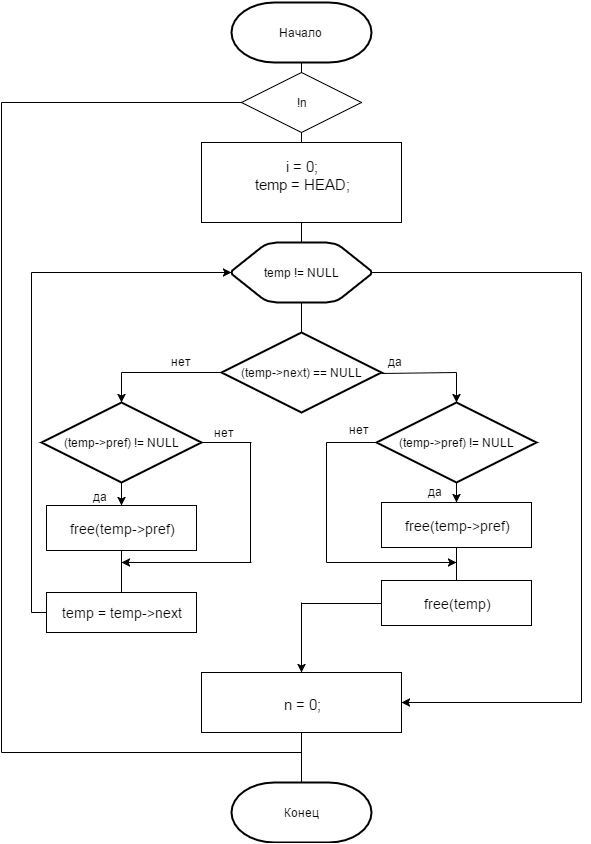 Начало
!n
i = 0;
temp = HEAD;
temp != NULL
(temp->next) == NULL
нет
да
(temp->pref) != NULL
нет
да
free(temp->pref)
temp = temp->next
(temp->pref) != NULL
нет
да
free(temp->pref)
free(temp)
n = 0;
Конец